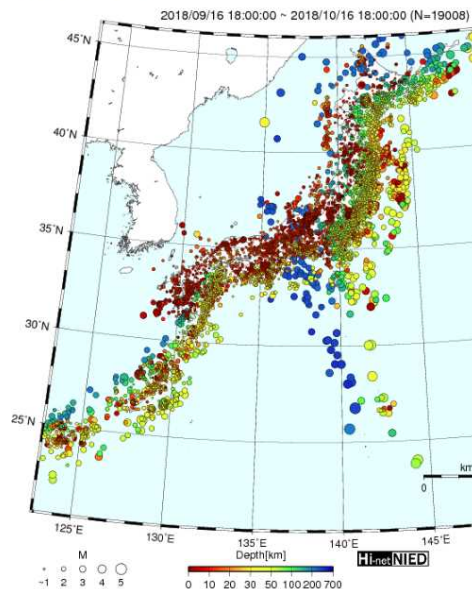 2018/09/16 18:00:00 ~ 2018/10/16 18:00:00 (N=19008)
45°N
40°N
35°N
30°N
25°N
km
0
125°E
130°E
135°E
140°E
145°E
M
-1 2 3 4 5
Depth[km]
0 10 20 30 50 100 200 700
Hi-net NIED